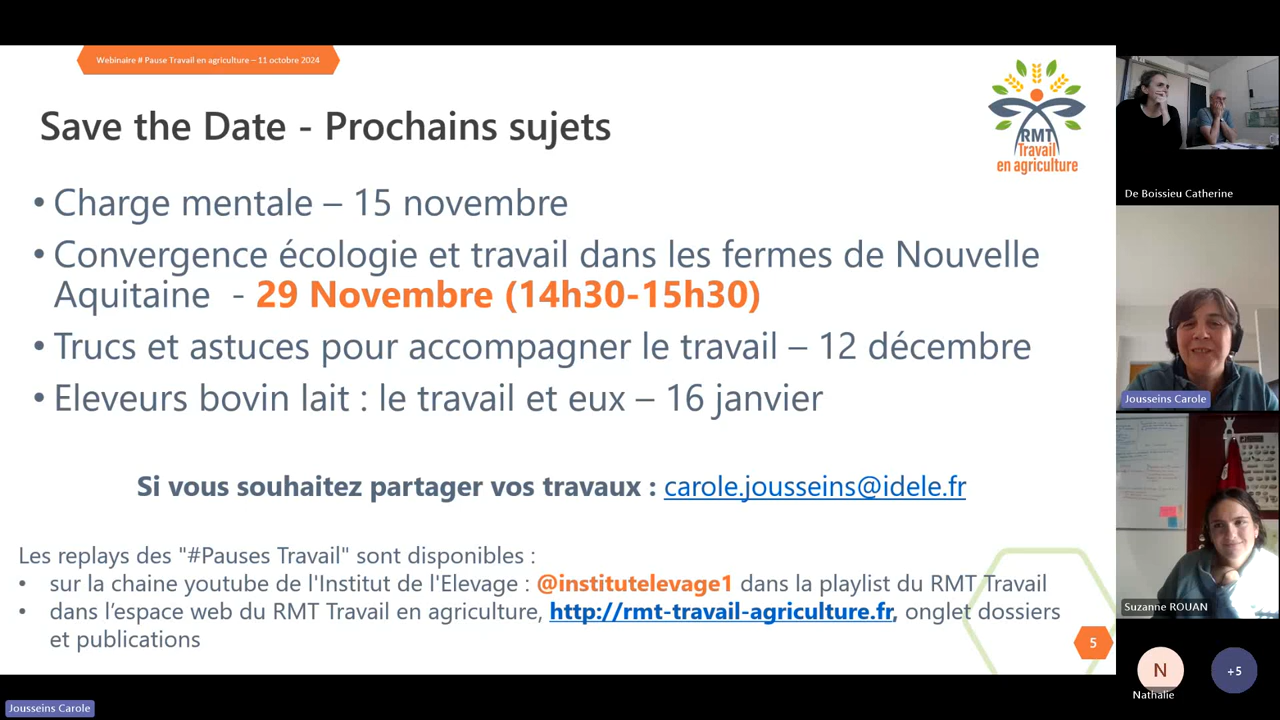 Webinaire # Pause Travail en agriculture – 11 octobre 2024
Save the Date - Prochains sujets
RMT
Travail
en agriculture
• Charge mentale – 15 novembre
• Convergence écologie et travail dans les fermes de Nouvelle
Aquitaine - 29 Novembre (14h30-15h30)
• Trucs et astuces pour accompagner le travail – 12 décembre
• Eleveurs bovin lait : le travail et eux – 16 janvier
Si vous souhaitez partager vos travaux : carole.jousseins@idele.fr
Les replays des "#Pauses Travail" sont disponibles :
• sur la chaine youtube de l'Institut de l'Elevage : @institutelevage1 dans la playlist du RMT Travail
• dans l’espace web du RMT Travail en agriculture, http://rmt-travail-agriculture.fr, onglet dossiers
et publications
5
De Boissieu Catherine
Jousseins Carole
Suzanne ROUAN
N
Nathalie
+5
Jousseins Carole